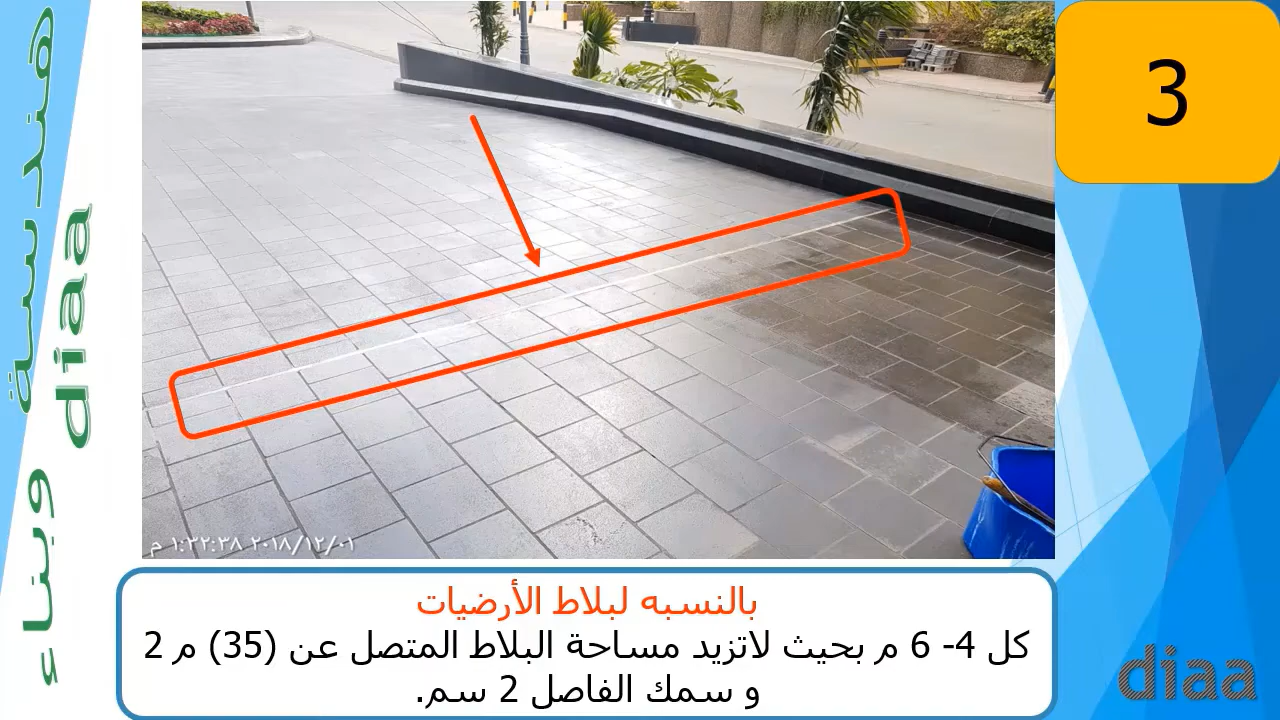 3
هندسة وبناء
diaa
٢٠١٨/١٢/٠١ ١:٢٢:٣٨ م
بالنسبه لبلاط الأرضيات
كل 4- 6 م بحيث لاتزيد مساحة البلاط المتصل عن (35) م 2
و سمك الفاصل 2 سم.
diaa